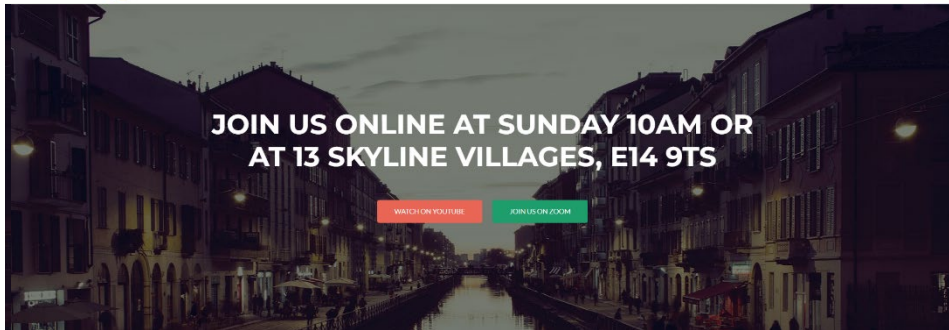 JOIN US ONLINE AT SUNDAY 10AM OR
AT 13 SKYLINE VILLAGES, E14 9TS
WATCH ON YOUTUBE
JOIN US ON ZOOM